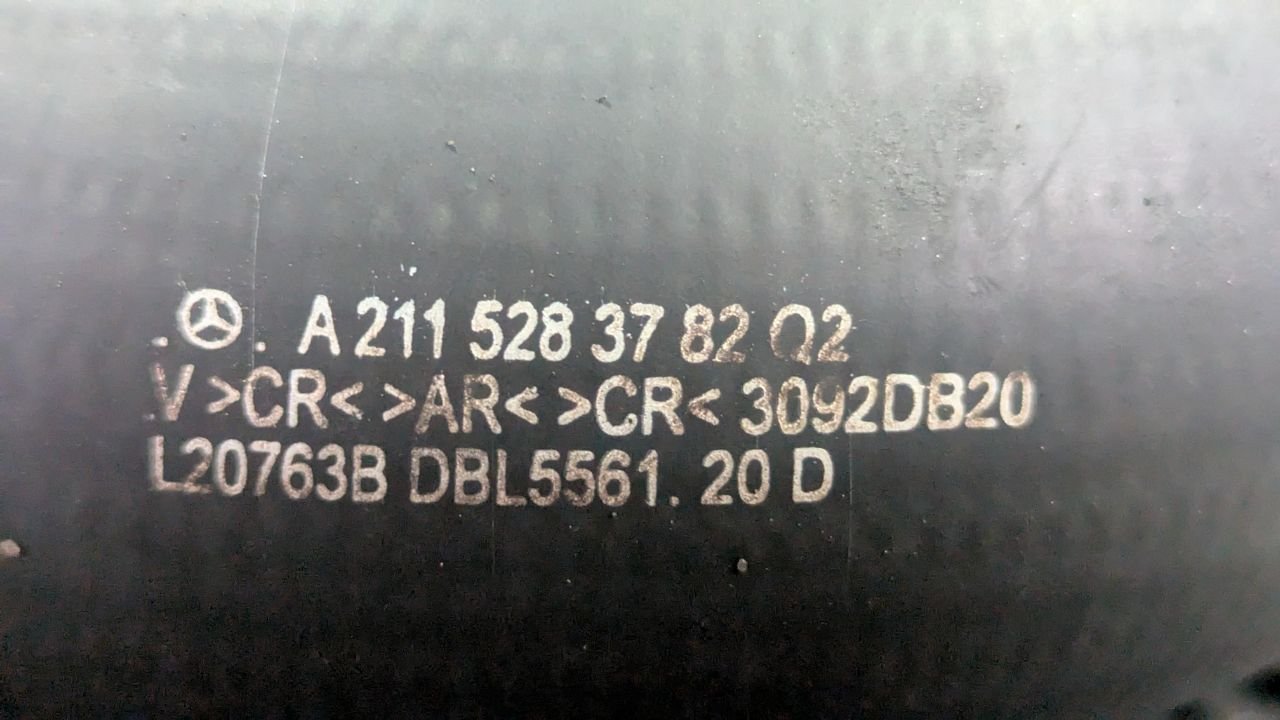 . . A 211 528 37 82 Q2
V >CR< >AR< >CR< 3092DB20
L20763B DBL5561. 20 D